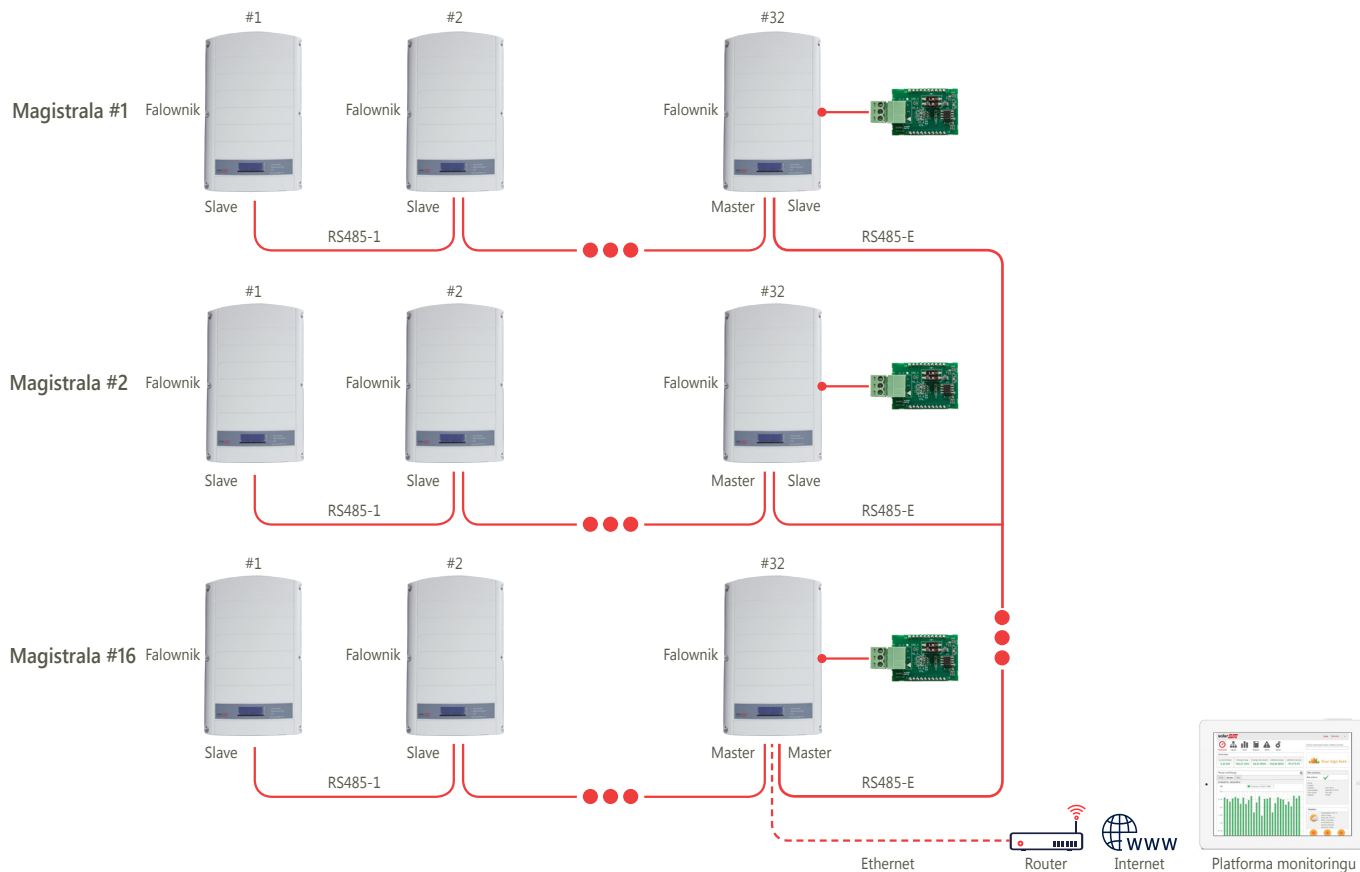 #1 #2 #32
Magistrala #1 Falownik Falownik Falownik
Slave Slave Master Slave
RS485-1 RS485-E
#1 #2 #32
Magistrala #2 Falownik Falownik Falownik
Slave Slave Master Slave
RS485-1 RS485-E
#1 #2 #32
Magistrala #16 Falownik Falownik Falownik
Slave Slave Master Master
RS485-1 RS485-E
solar
WWW
Ethernet Router Internet Platforma monitoringu